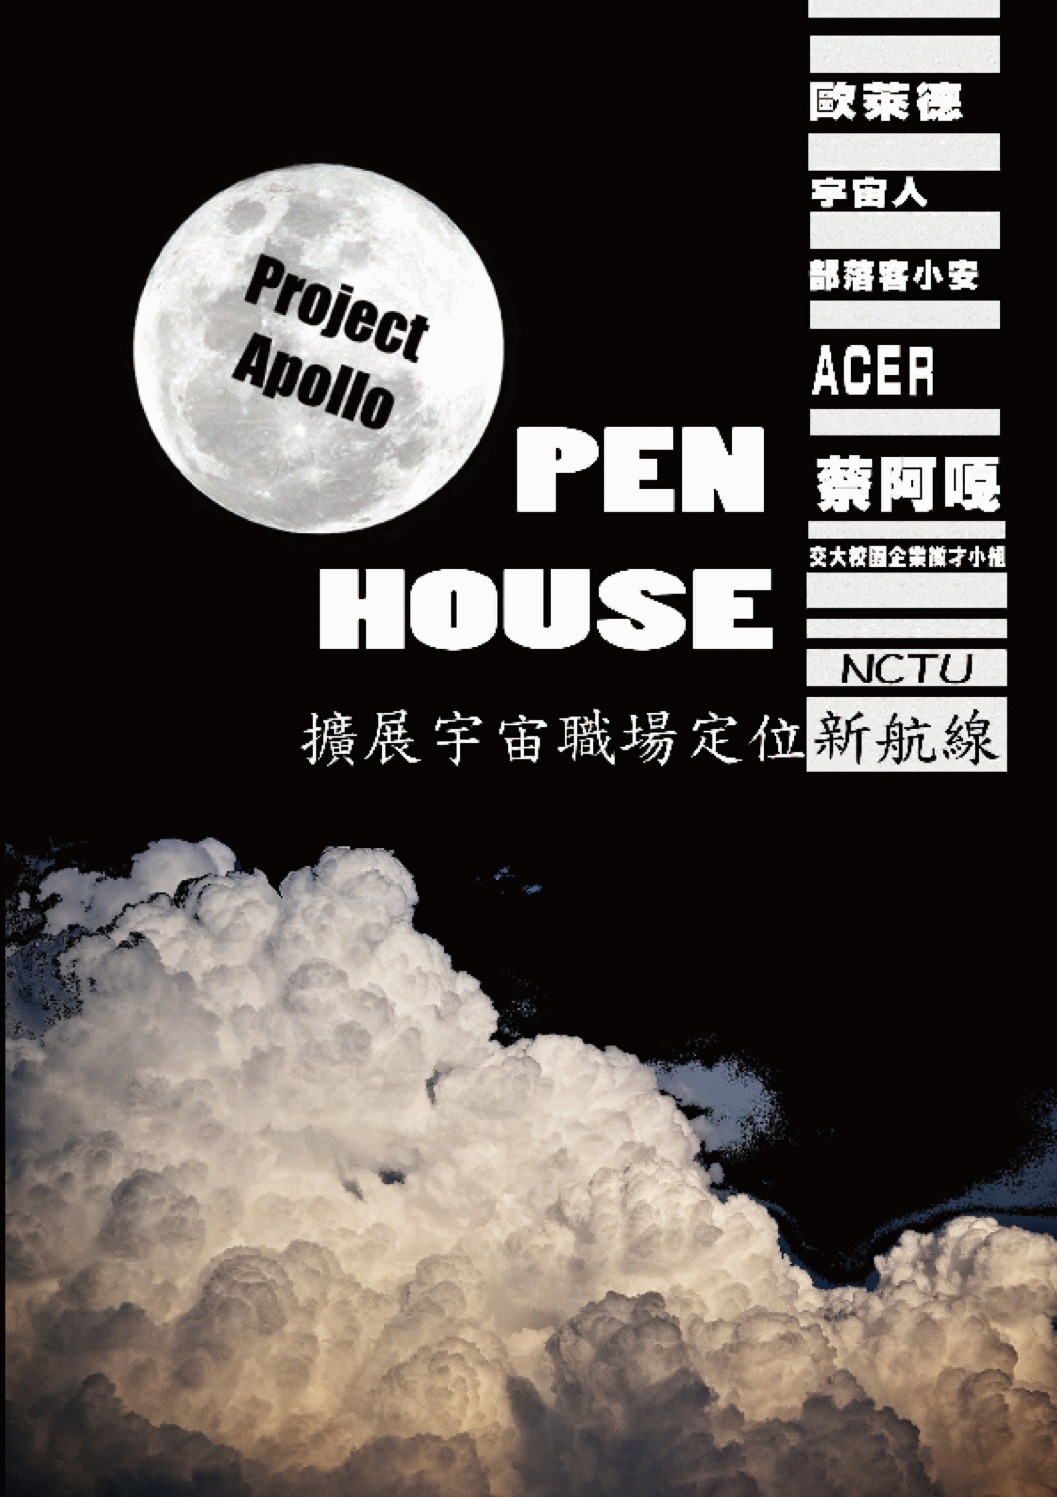 Project
Apollo
PEN
HOUSE
擴展宇宙職場定位新航線
歐萊德
宇宙人
部落客小安
ACER
蔡阿嘎
交大校園企業徵才小組
NCTU